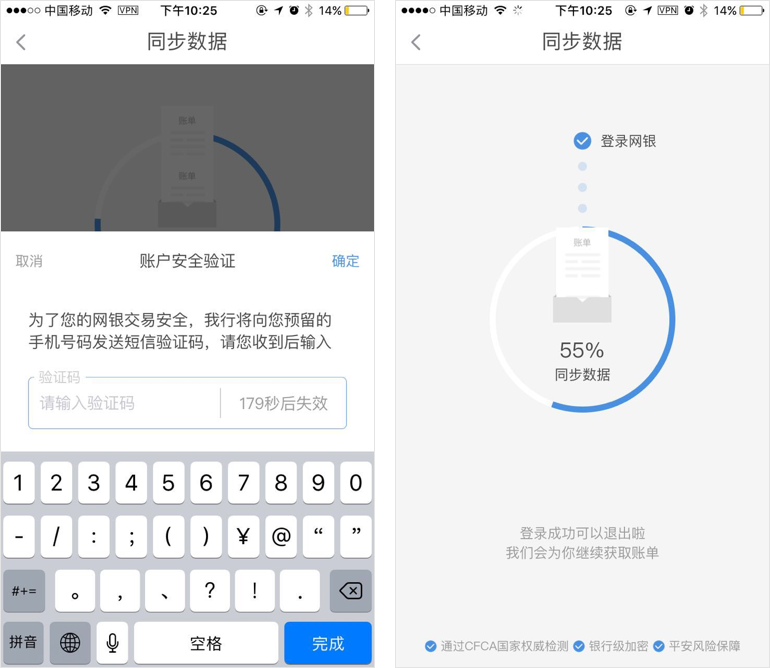 中国移动 VPN 下午10:25 14%
同步数据
账单
账单
取消 账户安全验证 确定
为了您的网银交易安全，我行将向您预留的
手机号码发送短信验证码，请您收到后输入
验证码
请输入验证码 179秒后失效
1 2 3 4 5 6 7 8 9 0
- / : ; ( ) ¥ @ “ ”
#+= 。 , 、 ? ! .
拼音 空格 完成
中国移动 下午10:25 VPN 14%
同步数据
登录网银
账单
55%
同步数据
登录成功可以退出啦
我们会为你继续获取账单
通过CFCA国家权威检测 银行级加密 平安风险保障